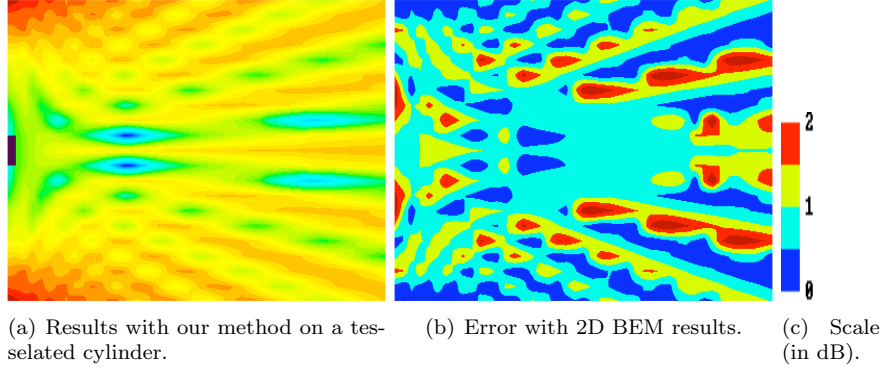 2
1
0
(a) Results with our method on a tes-
selated cylinder.
(b) Error with 2D BEM results.
(c) Scale
(in dB).